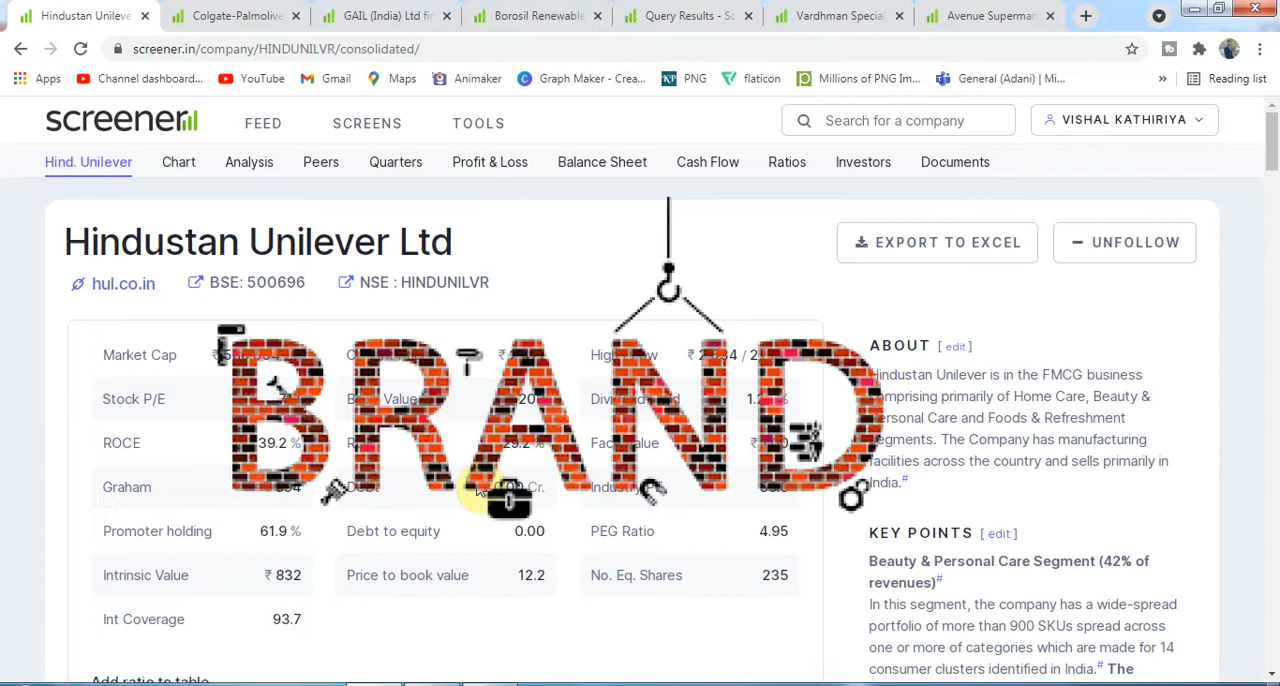 Hindustan Unileve
Colgate-Palmolive
GAIL (India) Ltd fin
Borosil Renewable
Query Results - Sc
Vardhman Specia
Avenue Supermar
screener.in/company/HINDUNILVR/consolidated/
Apps
Channel dashboard...
YouTube
Gmail
Maps
Animaker
Graph Maker - Crea...
PNG
flaticon
Millions of PNG Im...
General (Adani) | Mi...
»
Reading list
screener
FEED
SCREENS
TOOLS
Search for a company
VISHAL KATHIRIYA
Hind. Unilever
Chart
Analysis
Peers
Quarters
Profit & Loss
Balance Sheet
Cash Flow
Ratios
Investors
Documents
Hindustan Unilever Ltd
EXPORT TO EXCEL
UNFOLLOW
hul.co.in
BSE: 500696
NSE : HINDUNILVR
BRAND
Market Cap
Stock P/E
ROCE
39.2 %
Graham
Promoter holding
61.9 %
Intrinsic Value
₹ 832
Int Coverage
93.7
Debt to equity
0.00
Price to book value
12.2
PEG Ratio
4.95
No. Eq. Shares
235
Add ratio to table
ABOUT [ edit ]
Hindustan Unilever is in the FMCG business
comprising primarily of Home Care, Beauty &
Personal Care and Foods & Refreshment
segments. The Company has manufacturing
facilities across the country and sells primarily in
India.#
KEY POINTS [ edit ]
Beauty & Personal Care Segment (42% of
revenues)#
In this segment, the company has a wide-spread
portfolio of more than 900 SKUs spread across
one or more of categories which are made for 14
consumer clusters identified in India.# The